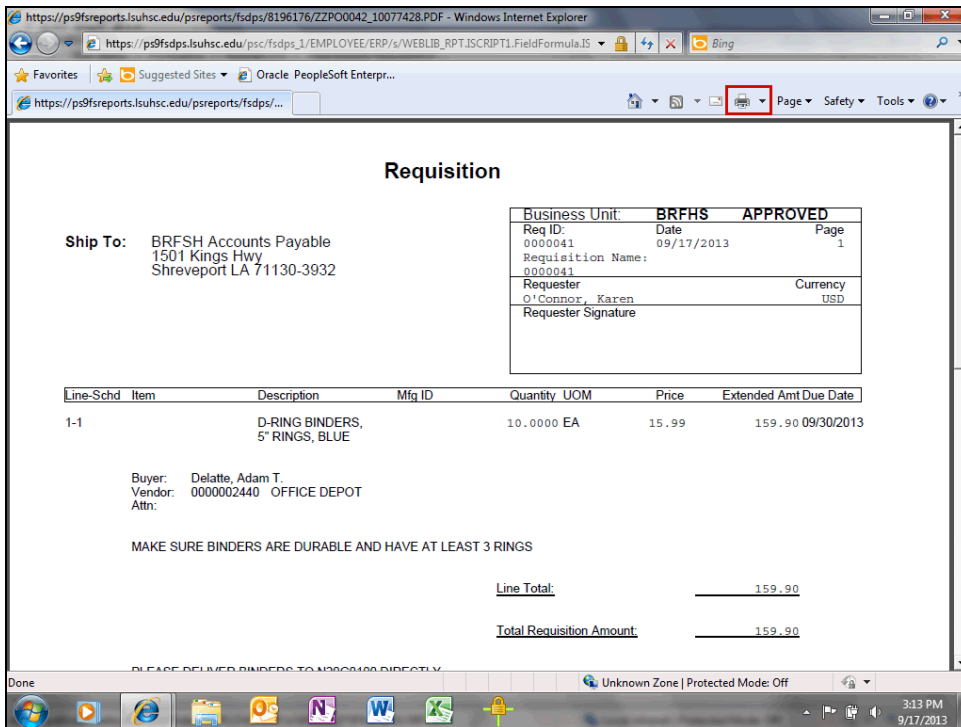 https://ps9fsreports.lsuhsc.edu/psreports/fsdps/8196176/ZZPO0042_10077428.PDF - Windows Internet Explorer
https://ps9fsdps.lsuhsc.edu/psc/fsdps_1/EMPLOYEE/ERP/s/WEBLIB_RPT.ISCRIPT1.FieldFormula.IS
Bing
Favorites Suggested Sites Oracle PeopleSoft Enterpr...
https://ps9fsreports.lsuhsc.edu/psreports/fsdps/...
Page Safety Tools
Requisition
Ship To: BRFSH Accounts Payable
1501 Kings Hwy
Shreveport LA 71130-3932
Business Unit: BRFHS APPROVED
Req ID: Date Page
0000041 09/17/2013 1
Requisition Name:
0000041
Requester Currency
O'Connor, Karen USD
Requester Signature
Line-Schd Item Description Mfg ID Quantity UOM Price Extended Amt Due Date
1-1 D-RING BINDERS, 10.0000 EA 15.99 159.90 09/30/2013
5" RINGS, BLUE
Buyer: Delatte, Adam T.
Vendor: 0000002440 OFFICE DEPOT
Attn:
MAKE SURE BINDERS ARE DURABLE AND HAVE AT LEAST 3 RINGS
Line Total: 159.90
Total Requisition Amount: 159.90
PLEASE DELIVER BINDERS TO DIRECTLY
Done Unknown Zone | Protected Mode: Off
3:13 PM
9/17/2013